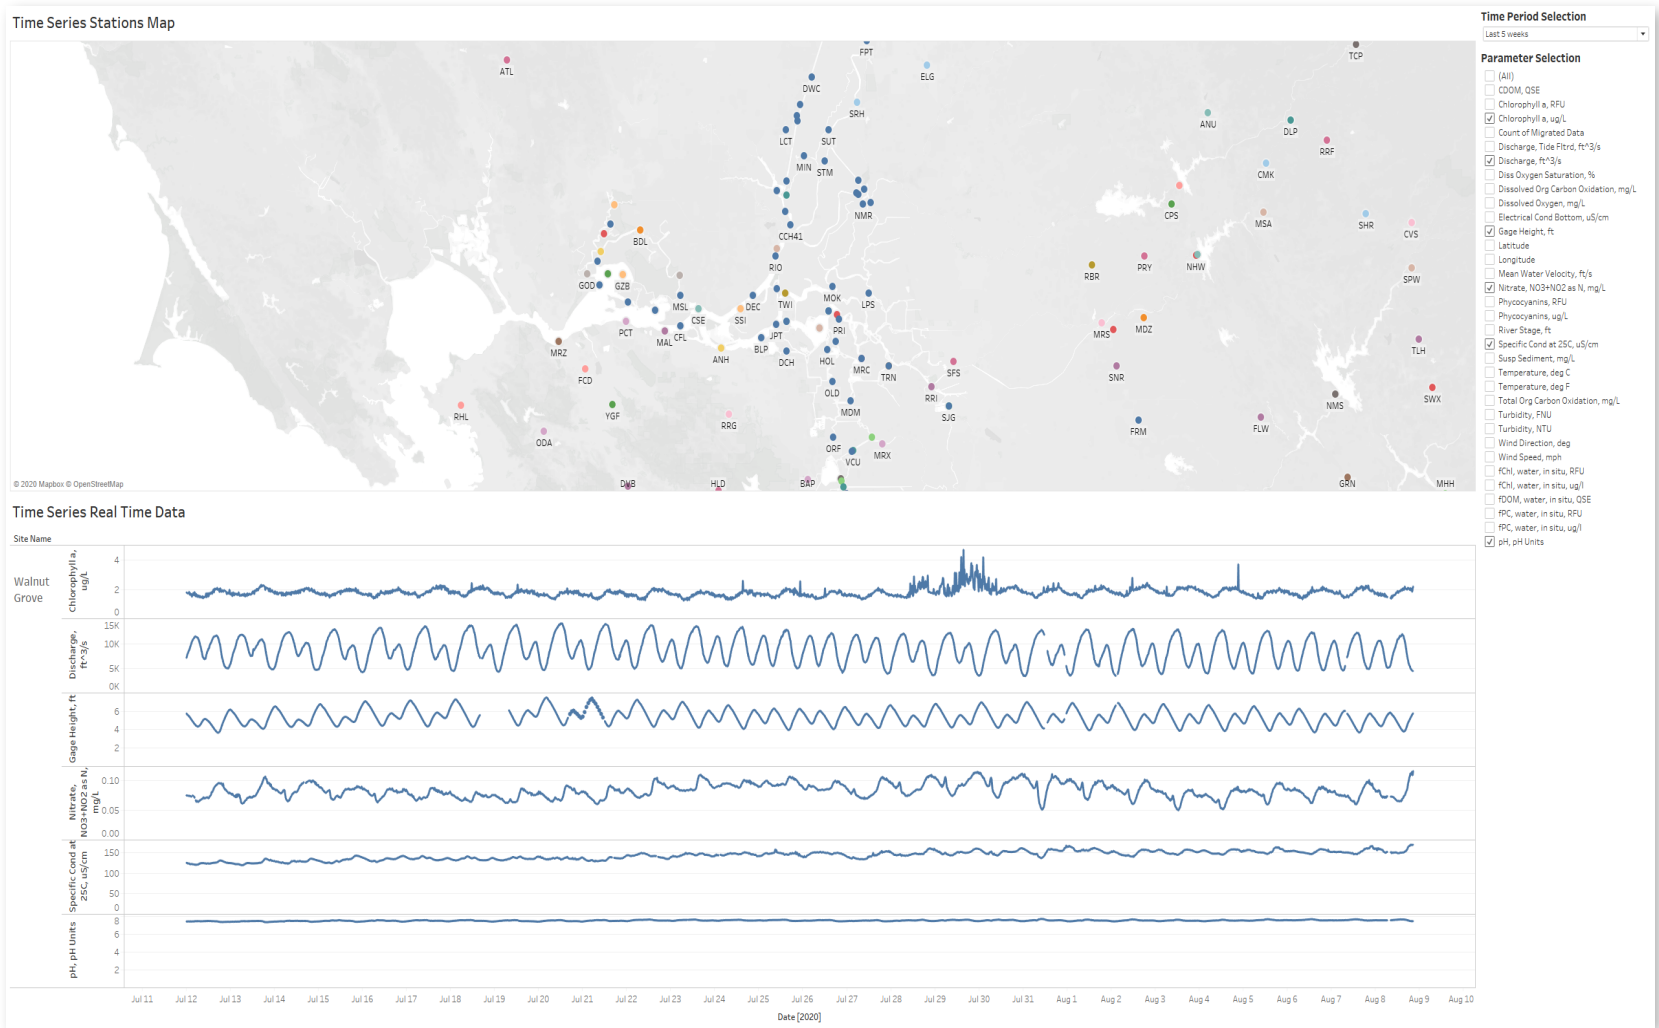 Time Series Stations Map
Time Period Selection
Last 5 weeks
Parameter Selection
(All)
CDOM, QSE
Chlorophyll a, RFU
Chlorophyll a, ug/L
Count of Migrated Data
Discharge, Tide Fltrd, ft^3/s
Discharge, ft^3/s
Diss Oxygen Saturation, %
Dissolved Org Carbon Oxidation, mg/L
Dissolved Oxygen, mg/L
Electrical Cond Bottom, uS/cm
Gage Height, ft
Latitude
Longitude
Mean Water Velocity, ft/s
Nitrate, NO3+NO2 as N, mg/L
Phycocyanins, RFU
Phycocyanins, ug/L
River Stage, ft
Specific Cond at 25C, uS/cm
Susp Sediment, mg/L
Temperature, deg C
Temperature, deg F
Total Org Carbon Oxidation, mg/L
Turbidity, FNU
Turbidity, NTU
Wind Direction, deg
Wind Speed, mph
fChl, water, in situ, RFU
fChl, water, in situ, ug/l
fDOM, water, in situ, QSE
fPC, water, in situ, RFU
fPC, water, in situ, ug/l
pH, pH Units
FPT
TCP
ATL
ELG
DWC
SRH
ANU
DLP
LCT
SUT
RRF
MIN
STM
CMK
NMR
CPS
MSA
SHR
CVS
CCH41
BDL
RIO
PRY
NHW
RBR
SPW
GOD
GZB
MSL
DEC
TWI
MOK
LPS
CSE
SSI
PCT
MAL
CFL
JPT
PRI
MRS
MDZ
BLP
ANH
MRZ
DCH
HOL
MRC
TRN
SFS
SNR
TLH
FCD
OLD
RRI
NMS
SWX
RHL
YGF
RRG
MDM
SJG
ODA
ORF
FRM
FLW
VCU
MRX
© 2020 Mapbox © OpenStreetMap
DVB
HLD
BAP
GRN
MHH
Time Series Real Time Data
Site Name
Walnut
Grove
Chlorophyll a,
ug/L
4
2
0
Discharge,
ft^3/s
15K
10K
5K
0K
Gage Height, ft
6
4
2
Nitrate,
NO3+NO2 as N,
mg/L
0.10
0.05
0.00
Specific Cond at
25C, uS/cm
150
100
50
0
pH, pH Units
8
6
4
2
Jul 11 Jul 12 Jul 13 Jul 14 Jul 15 Jul 16 Jul 17 Jul 18 Jul 19 Jul 20 Jul 21 Jul 22 Jul 23 Jul 24 Jul 25 Jul 26 Jul 27 Jul 28 Jul 29 Jul 30 Jul 31 Aug 1 Aug 2 Aug 3 Aug 4 Aug 5 Aug 6 Aug 7 Aug 8 Aug 9 Aug 10
Date [2020]